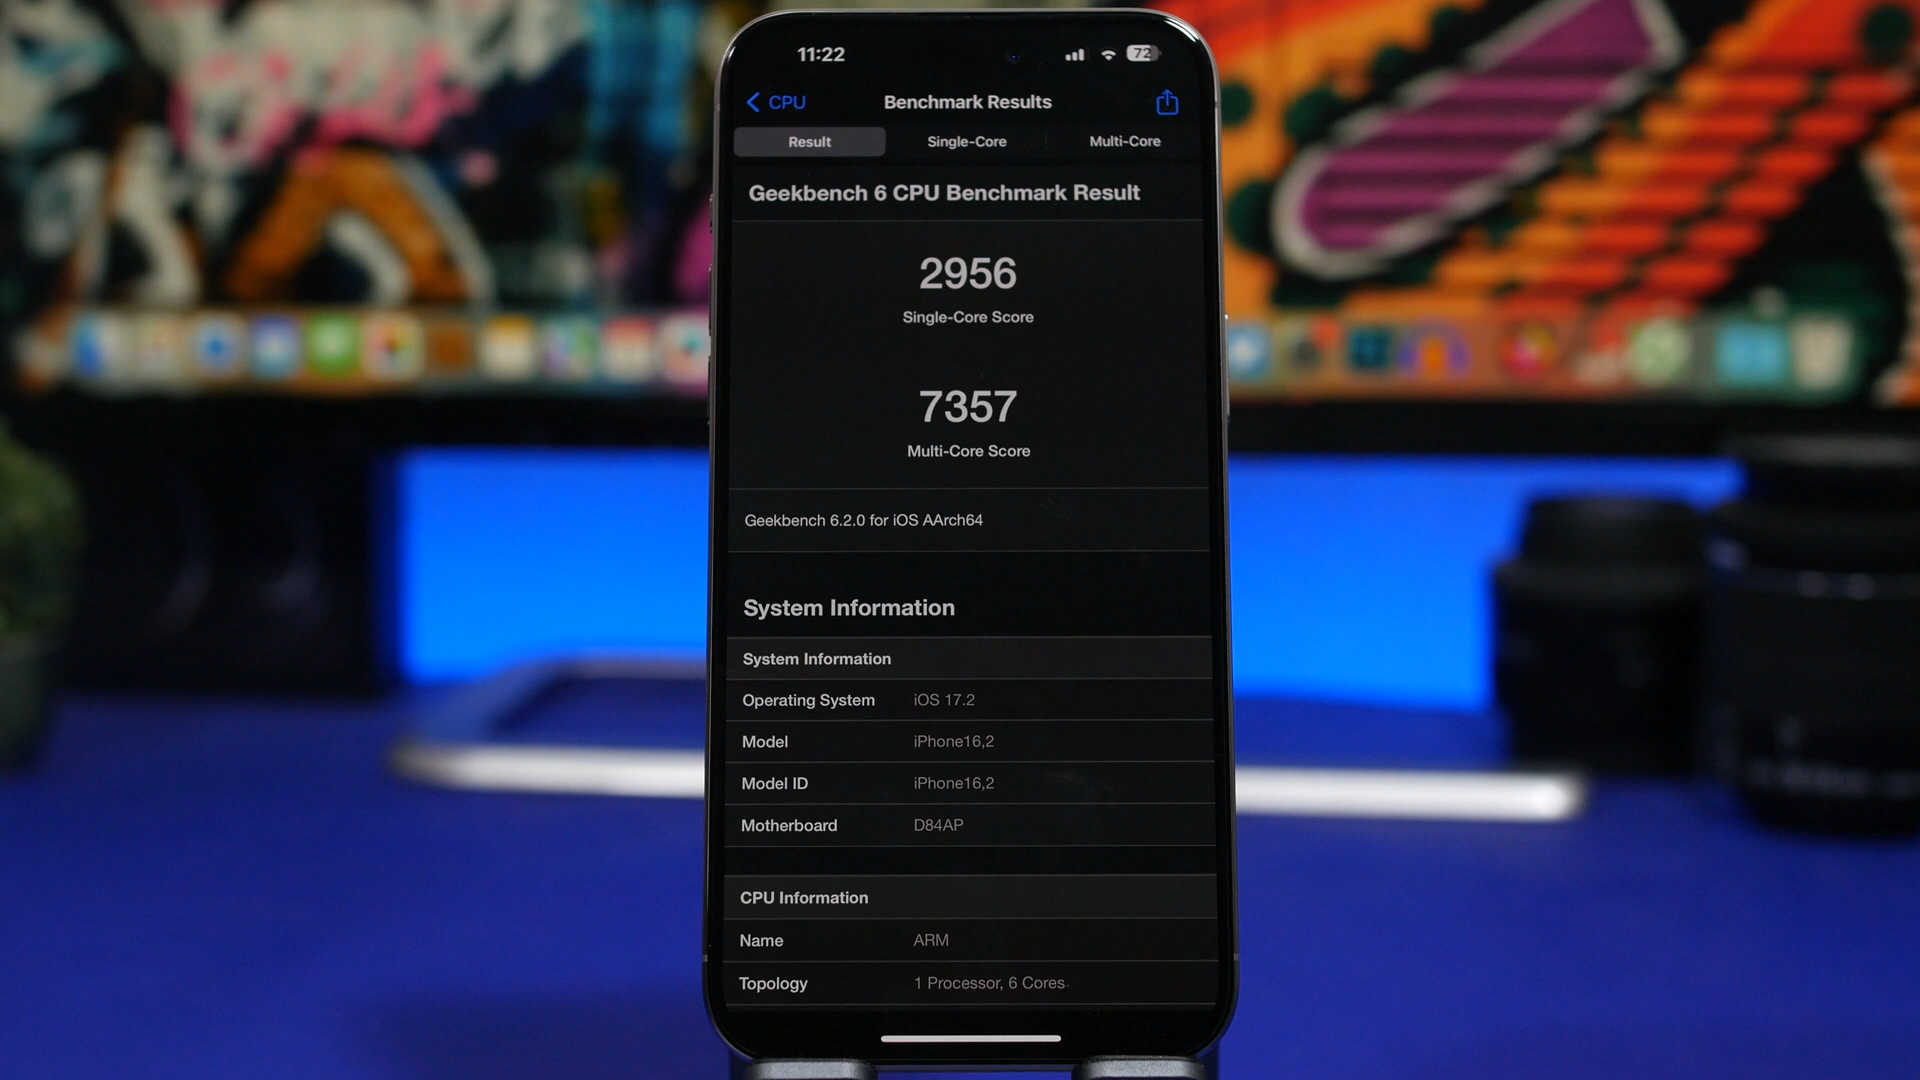 11:22
72
CPU
Benchmark Results
Result
Single-Core
Multi-Core
Geekbench 6 CPU Benchmark Result
2956
Single-Core Score
7357
Multi-Core Score
Geekbench 6.2.0 for iOS AArch64
System Information
System Information
Operating System iOS 17.2
Model iPhone16,2
Model ID iPhone16,2
Motherboard D84AP
CPU Information
Name ARM
Topology 1 Processor, 6 Cores